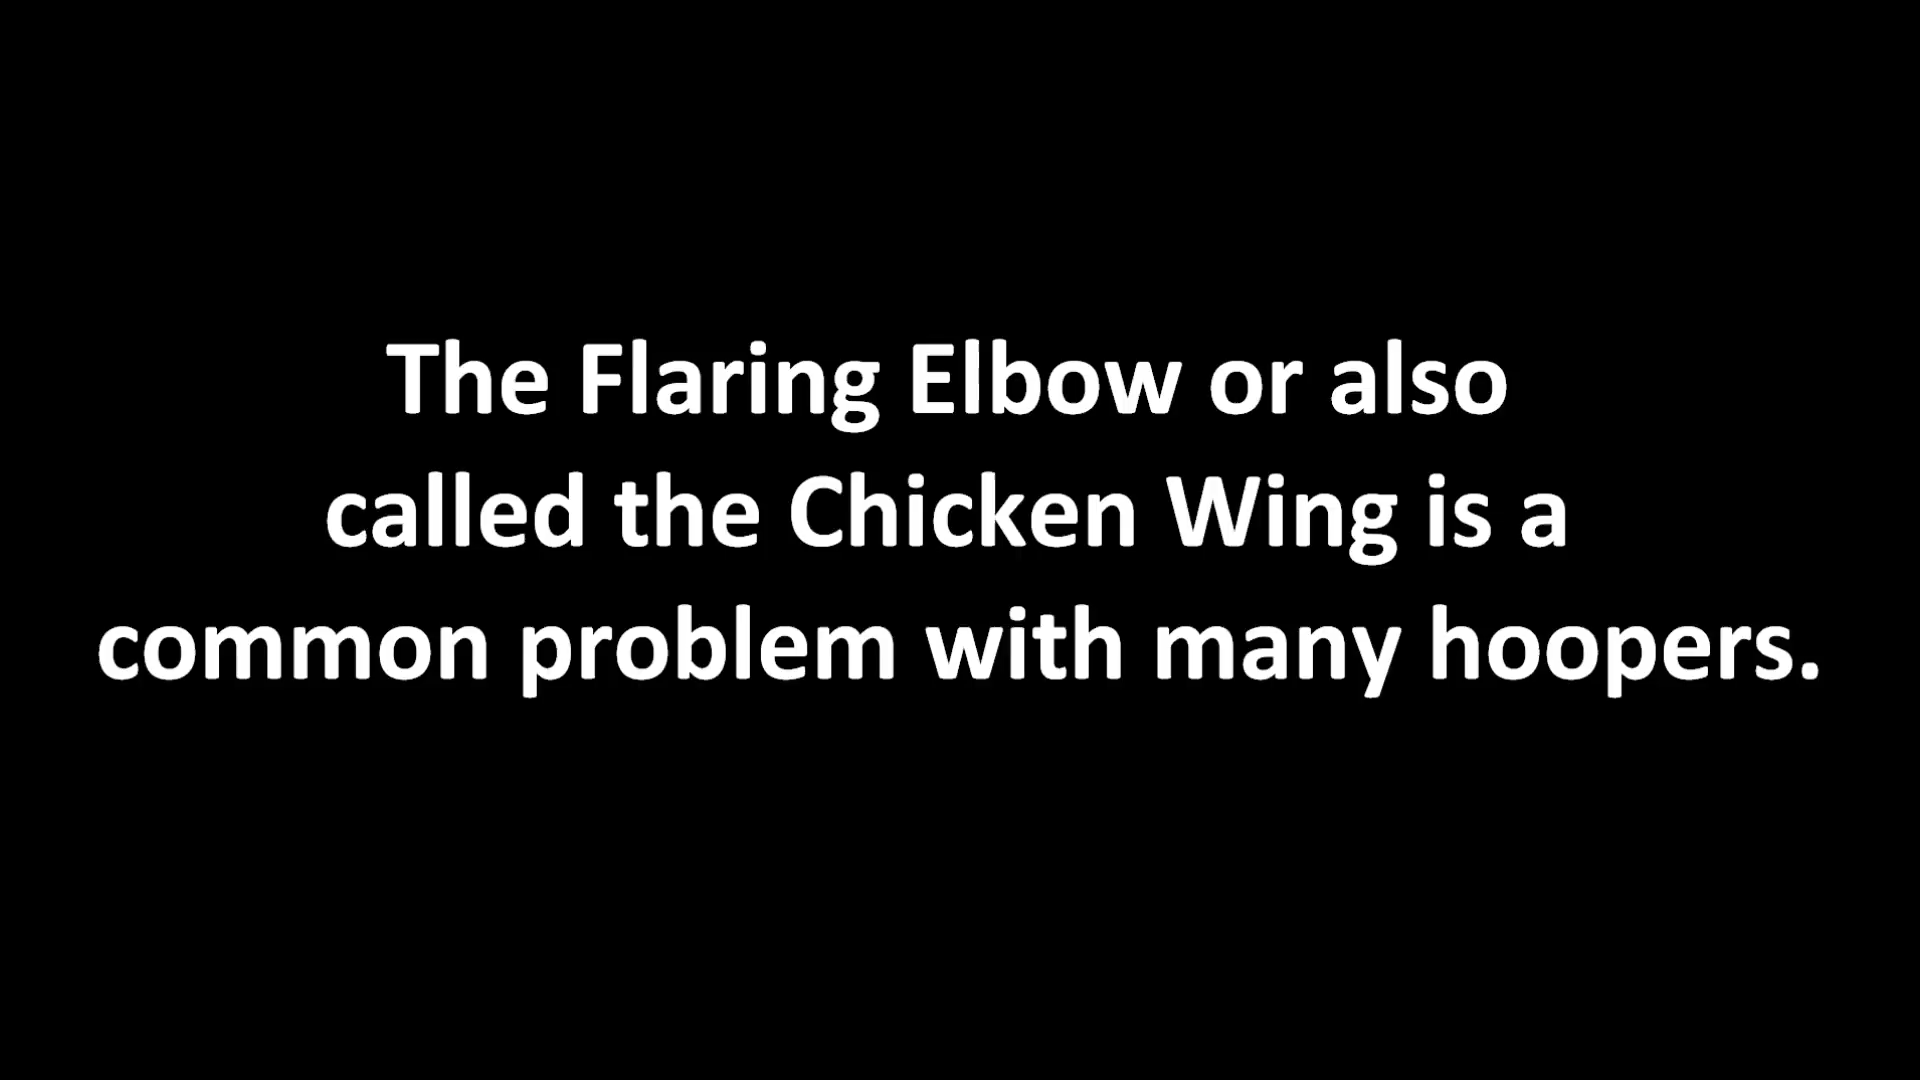 The Flaring Elbow or also
called the Chicken Wing is a
common problem with many hoopers.